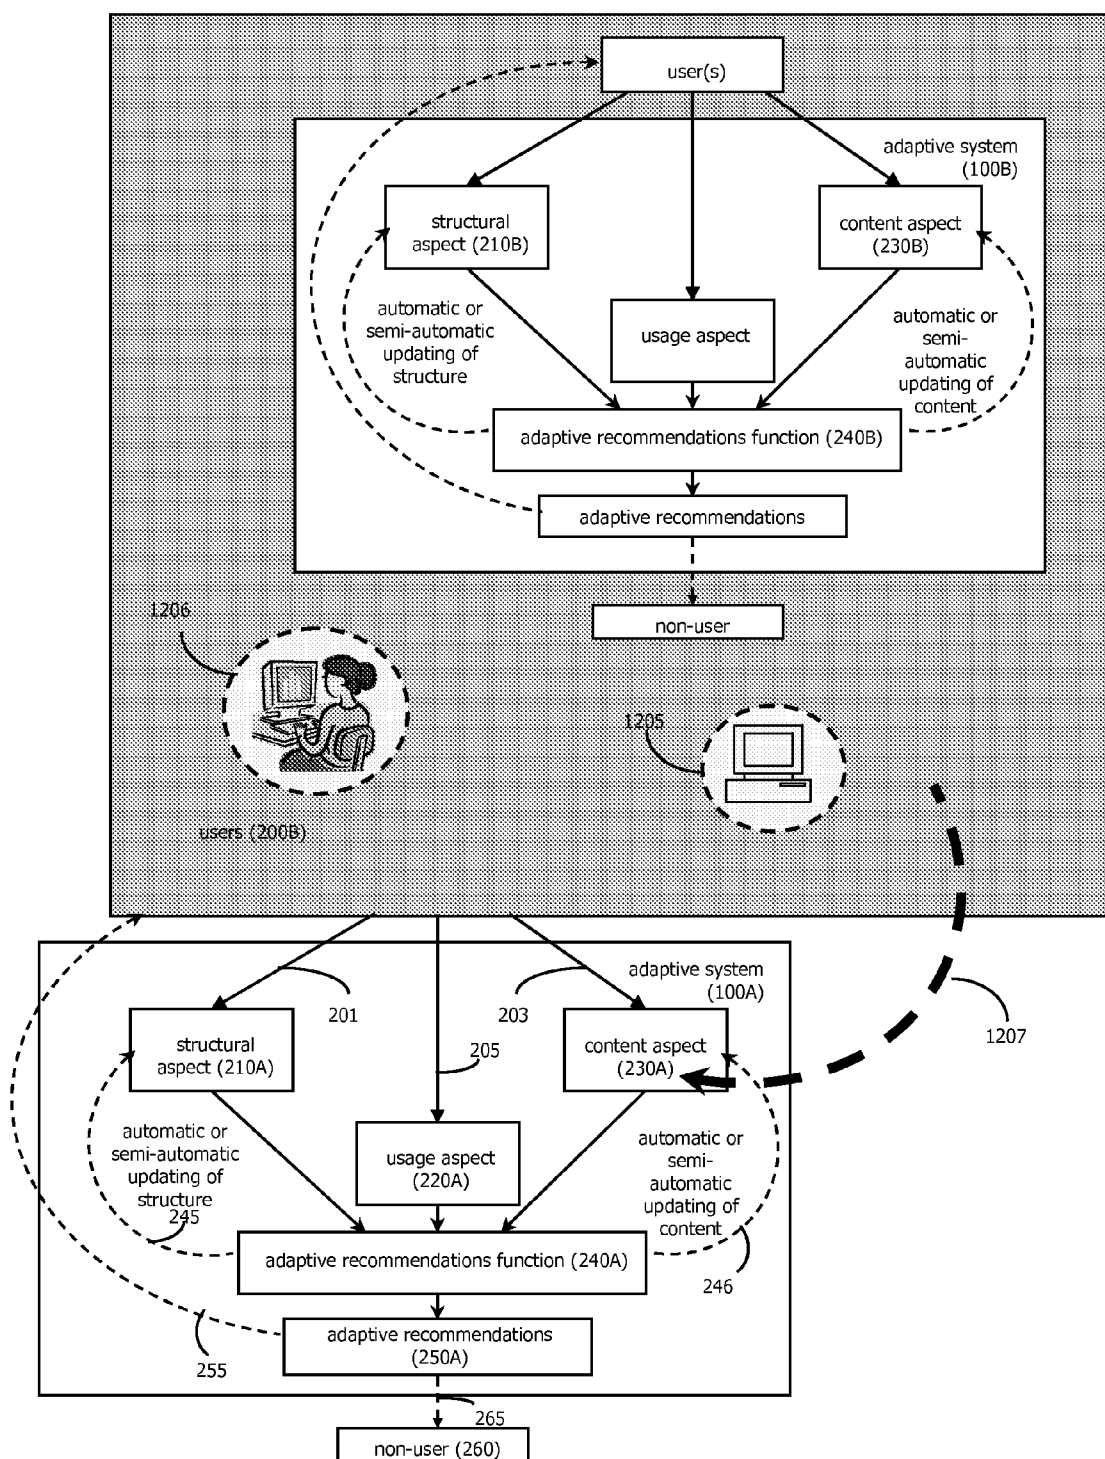 user(s)
adaptive system
(100B)
structural
aspect (210B)
content aspect
(230B)
automatic or
semi-automatic
updating of
structure
usage aspect
automatic or
semi-
automatic
updating of
content
adaptive recommendations function (240B)
adaptive recommendations
non-user
1206
1205
users (200B)
adaptive system
(100A)
201
203
1207
205
structural
aspect (210A)
content aspect
(230A)
automatic or
semi-automatic
updating of
structure
245
usage aspect
(220A)
automatic or
semi-
automatic
updating of
content
adaptive recommendations function (240A)
246
adaptive recommendations
(250A)
255
265
non-user (260)